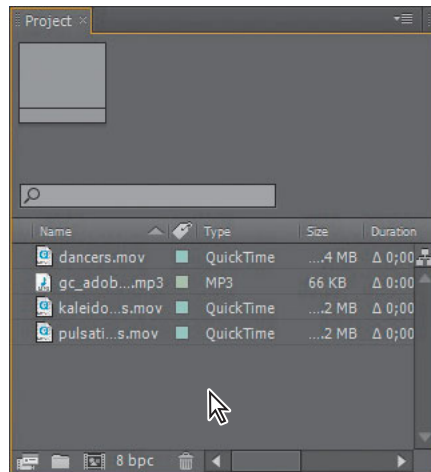 Project
Name Type Size Duration
dancers.mov QuickTime ....4 MB Δ 0;00
gc_adob....mp3 MP3 66 KB Δ 0:00
kaleido...s.mov QuickTime ....2 MB Δ 0;00
pulsati...s.mov QuickTime ....2 MB Δ 0;00
8 bpc